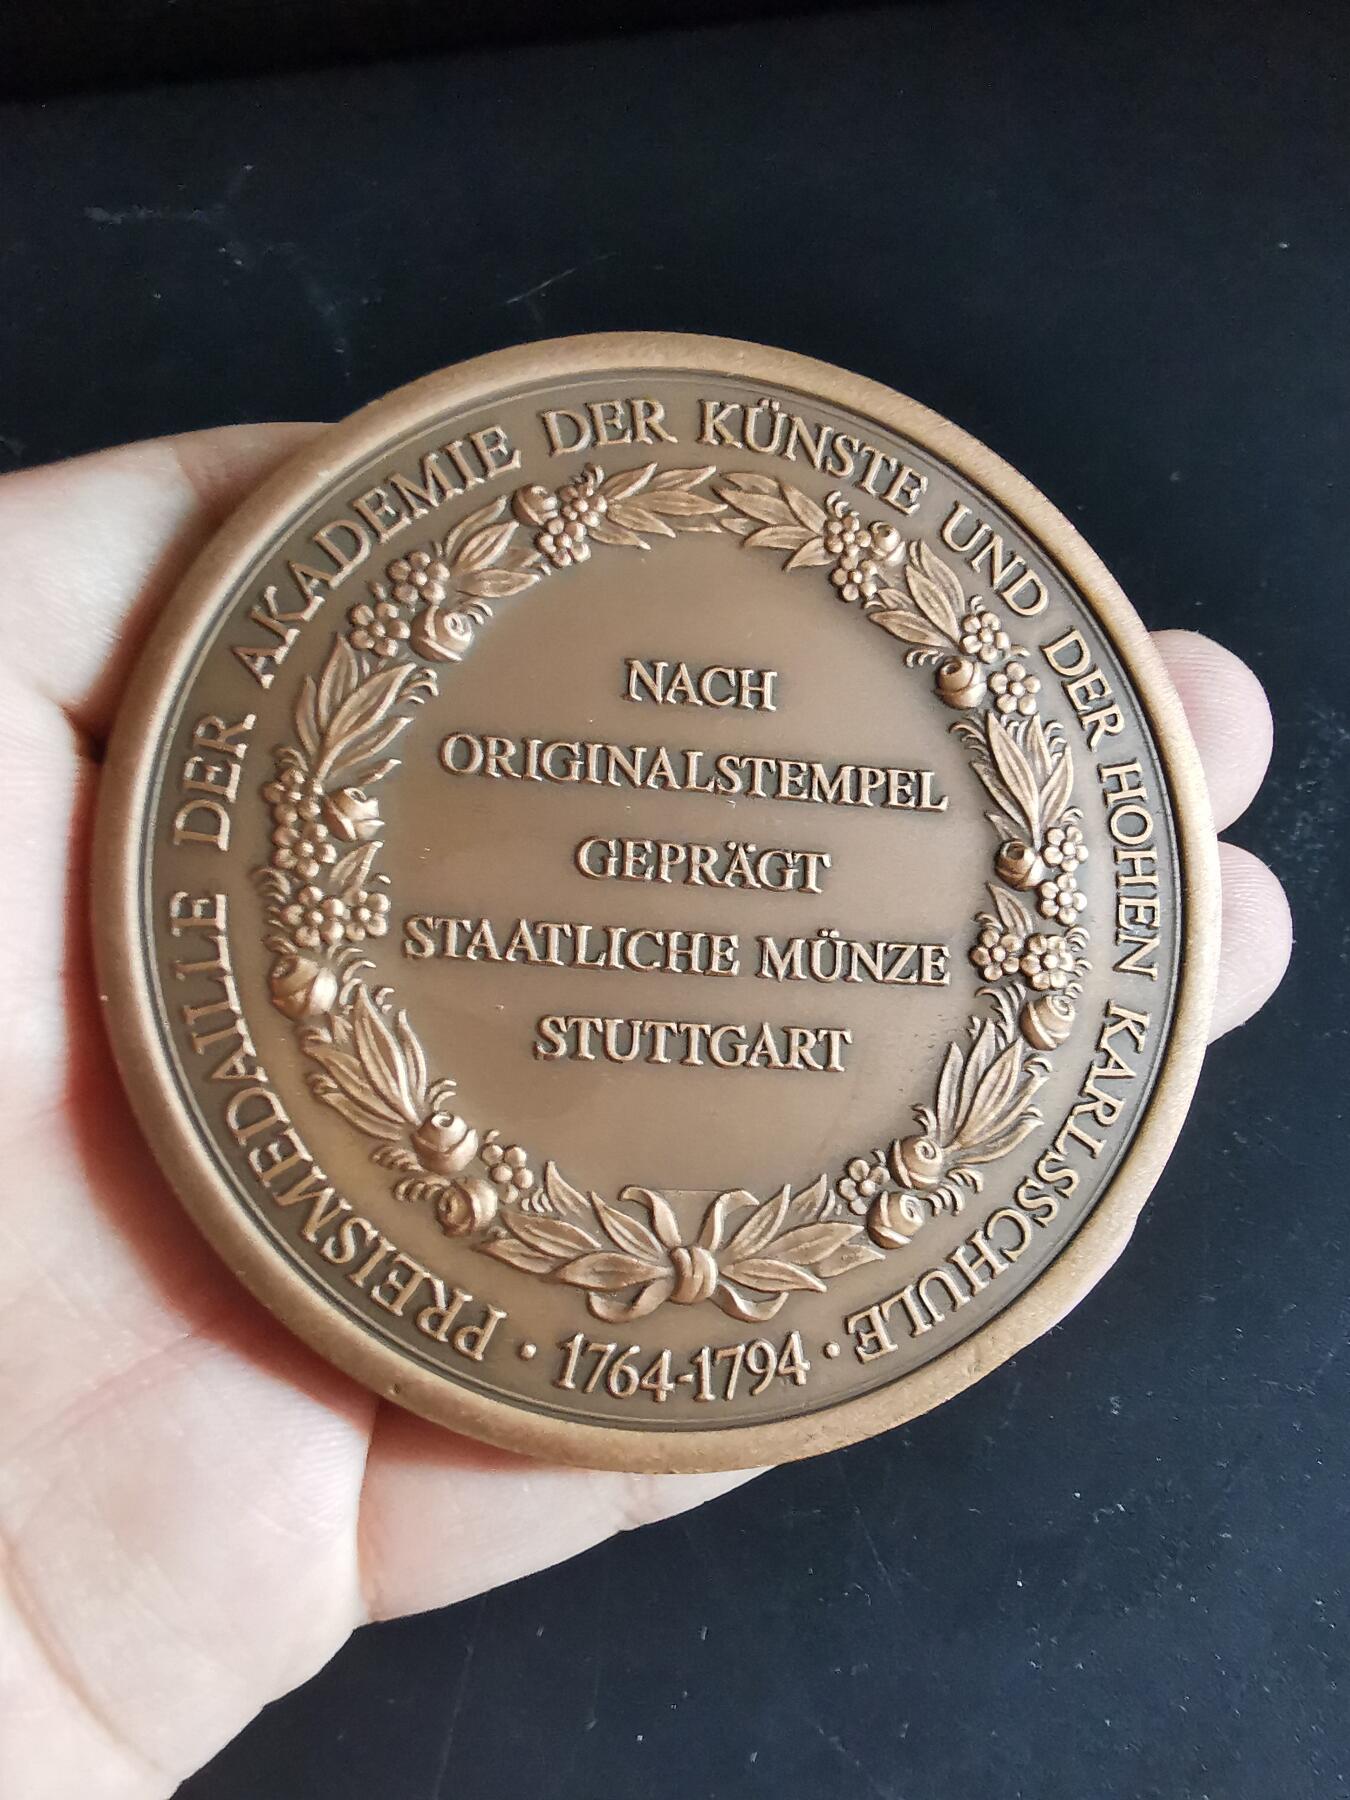 PREISMEDAILLE DER AKADEMIE DER KÜNSTE UND DER HOHEN KARLSSCHULE
· 1764-1794 ·
NACH
ORIGINALSTEMPEL
GEPRÄGT
STAATLICHE MÜNZE
STUTTGART